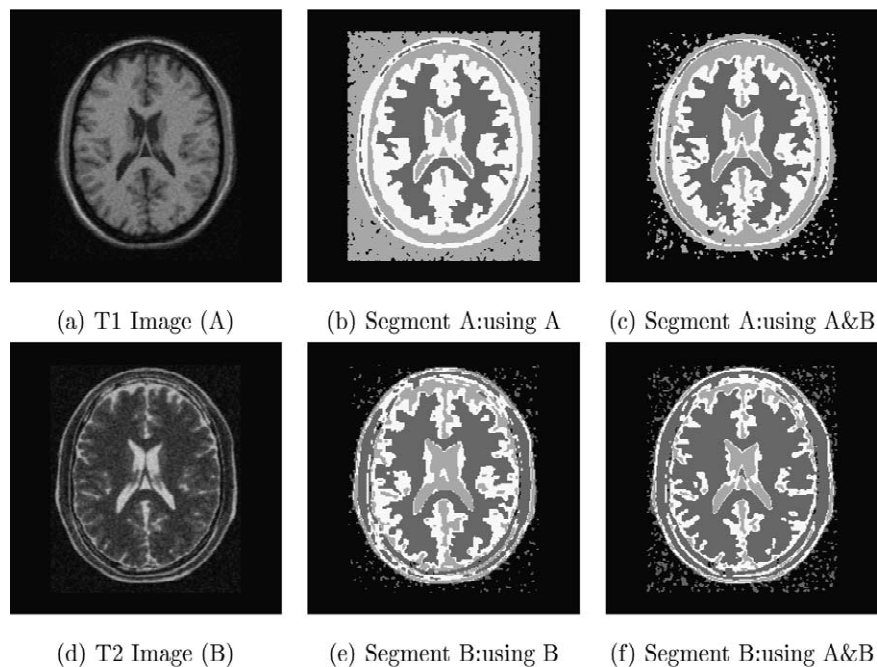 (a) T1 Image (A)
(b) Segment A:using A
(c) Segment A:using A&B
(d) T2 Image (B)
(e) Segment B:using B
(f) Segment B:using A&B